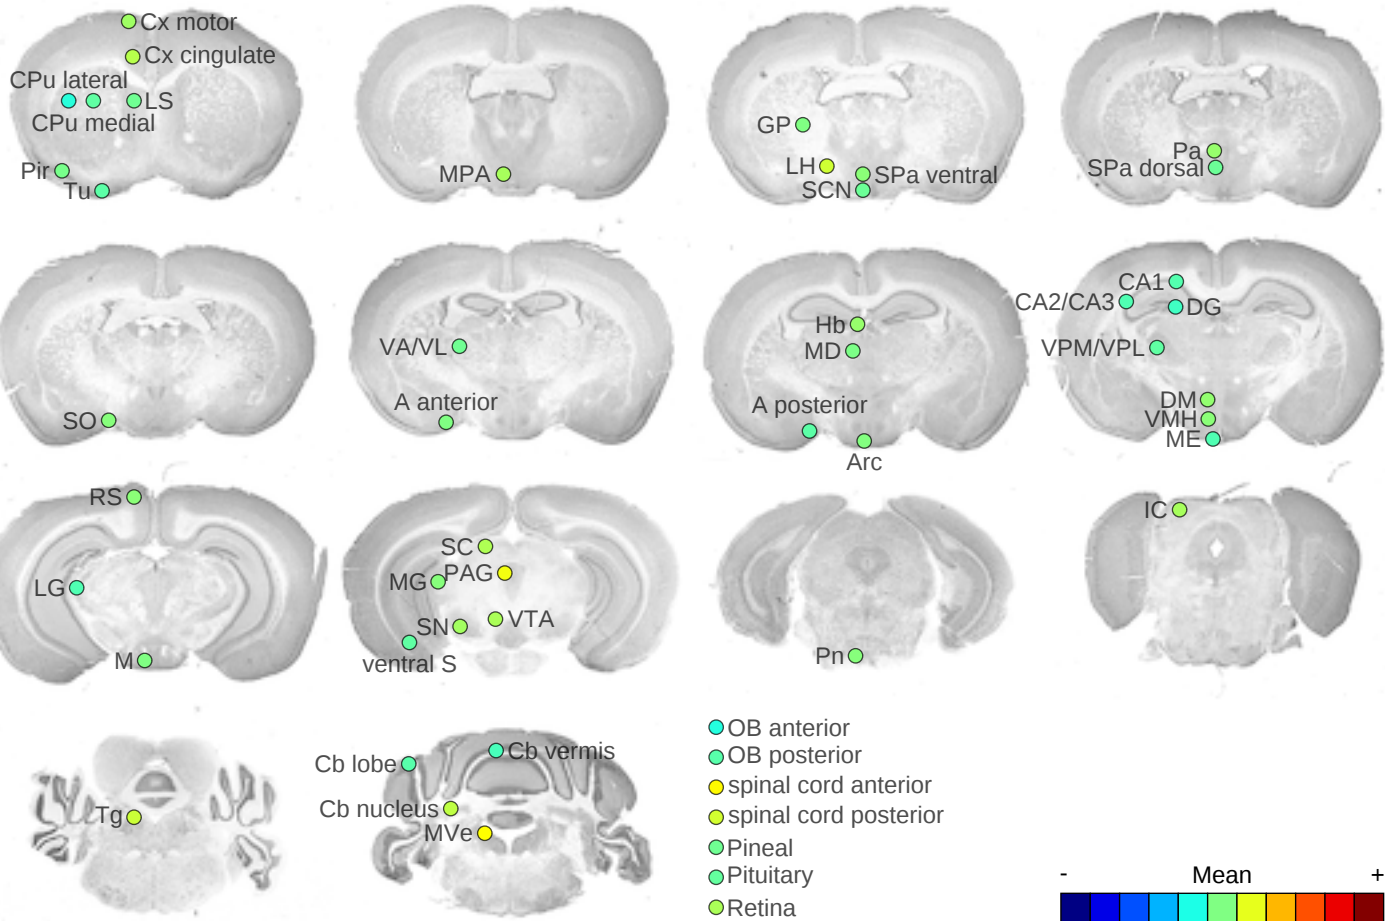 Cx motor
Cx cingulate
CPu lateral
LS
CPu medial
Pir
Tu
MPA
GP
LH
SPa ventral
SCN
Pa
SPa dorsal
SO
VA/VL
A anterior
Hb
MD
A posterior
Arc
CA1
CA2/CA3
DG
VPM/VPL
DM
VMH
ME
RS
LG
M
SC
PAG
MG
VTA
SN
ventral S
Pn
IC
Tg
Cb vermis
Cb lobe
Cb nucleus
MVe
OB anterior
OB posterior
spinal cord anterior
spinal cord posterior
Pineal
Pituitary
Retina
- Mean +